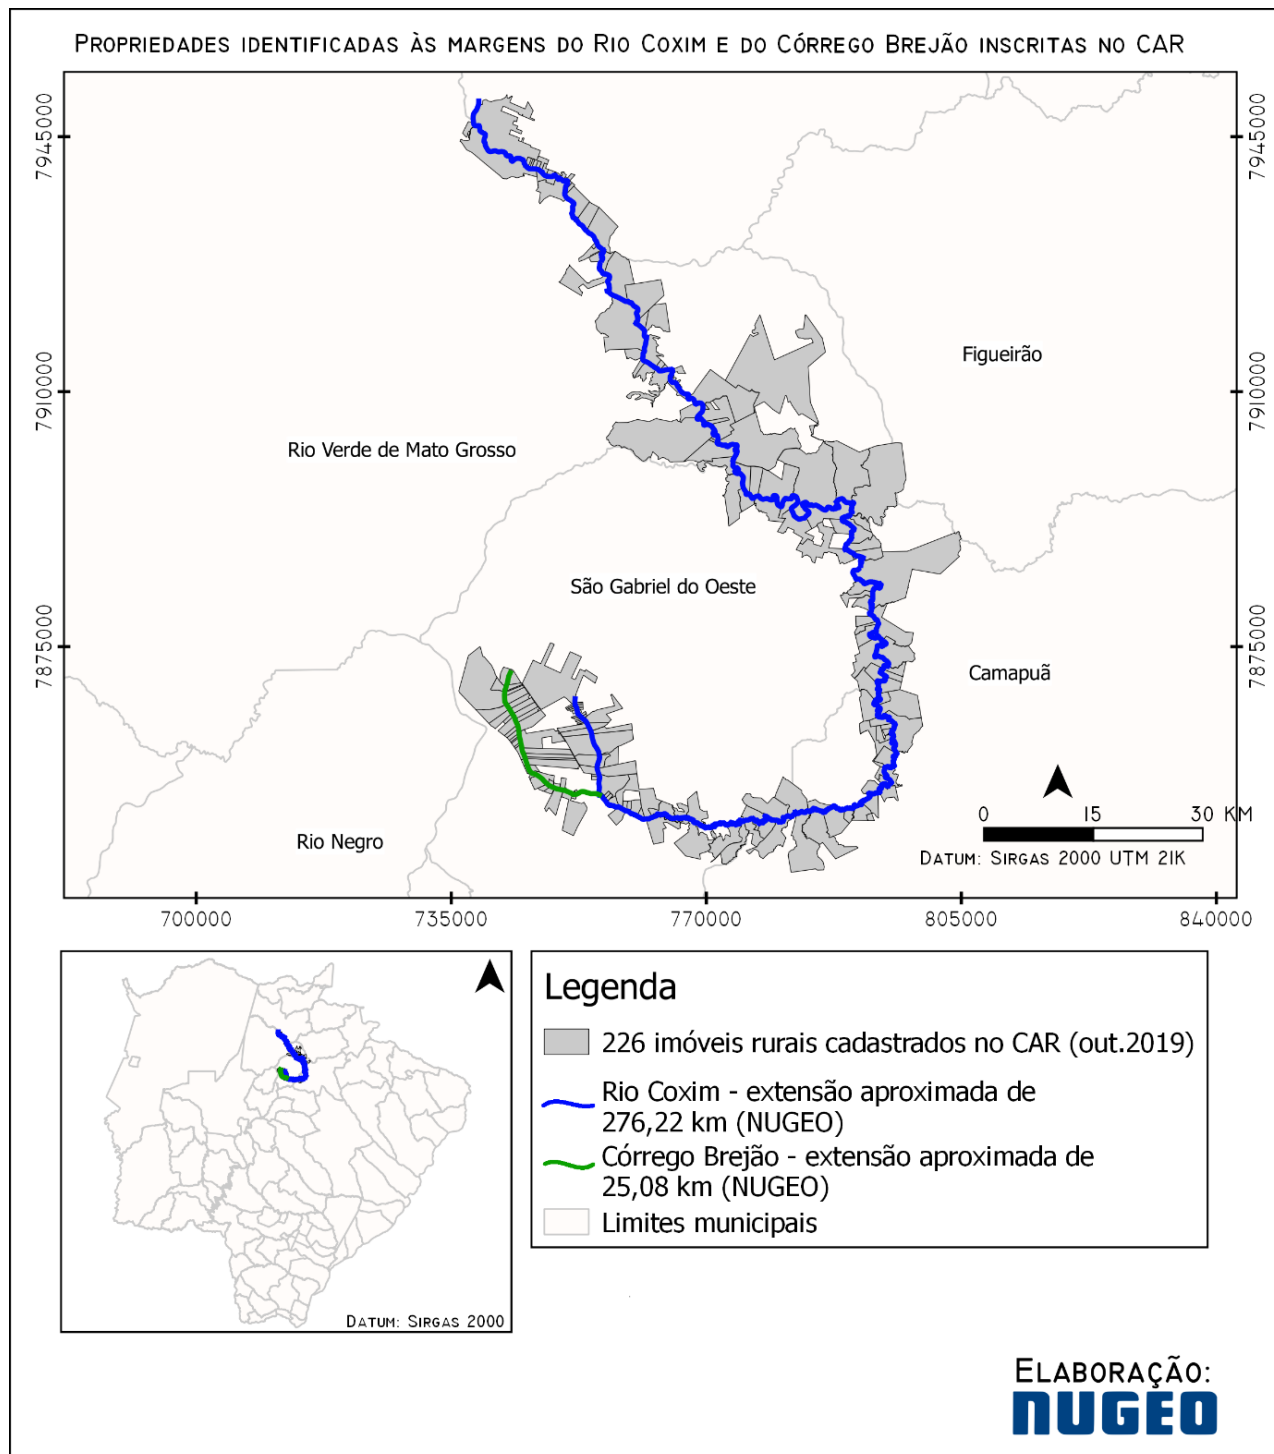 Propriedades identificadas às margens do Rio Coxim e do Córrego Brejão inscritas no CAR
7945000
7945000
Figueirão
7910000
7910000
Rio Verde de Mato Grosso
São Gabriel do Oeste
7875000
7875000
Camapuã
0 15 30 KM
Rio Negro
Datum: Sirgas 2000 UTM 21K
700000 735000 770000 805000 840000
Legenda
226 imóveis rurais cadastrados no CAR (out.2019)
Rio Coxim - extensão aproximada de
276,22 km (NUGEO)
Córrego Brejão - extensão aproximada de
25,08 km (NUGEO)
Limites municipais
Datum: Sirgas 2000
Elaboração:
NUGEO